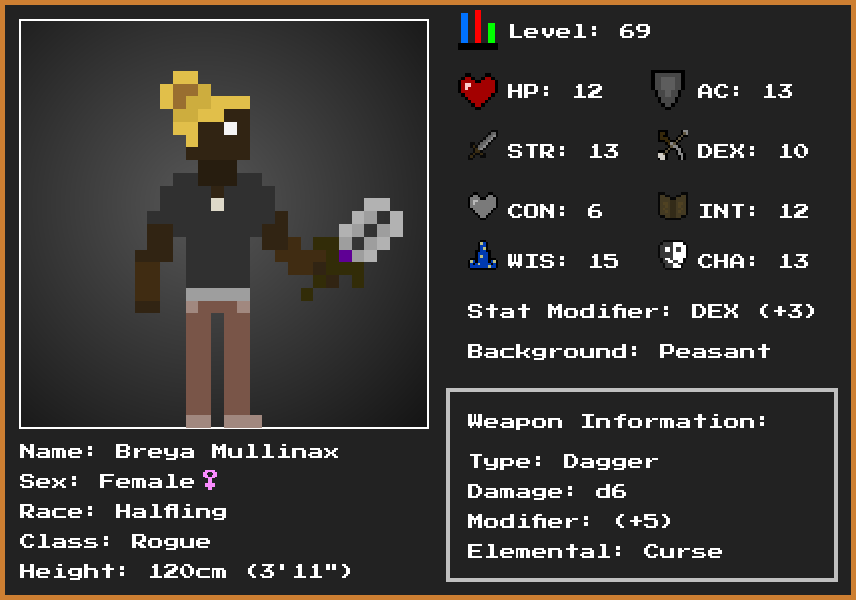 Level: 69
HP: 12 AC: 13
STR: 13 DEX: 10
CON: 6 INT: 12
WIS: 15 CHA: 13
Stat Modifier: DEX (+3)
Background: Peasant
Weapon Information:
Type: Dagger
Damage: d6
Modifier: (+5)
Elemental: Curse
Name: Breya Mullinax
Sex: Female♀
Race: Halfling
Class: Rogue
Height: 120cm (3'11")